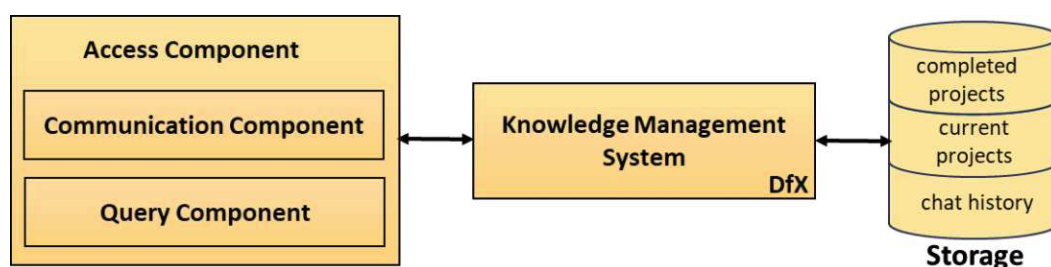 Access Component
Communication Component
Query Component
Knowledge Management
System
DfX
completed
projects
current
projects
chat history
Storage